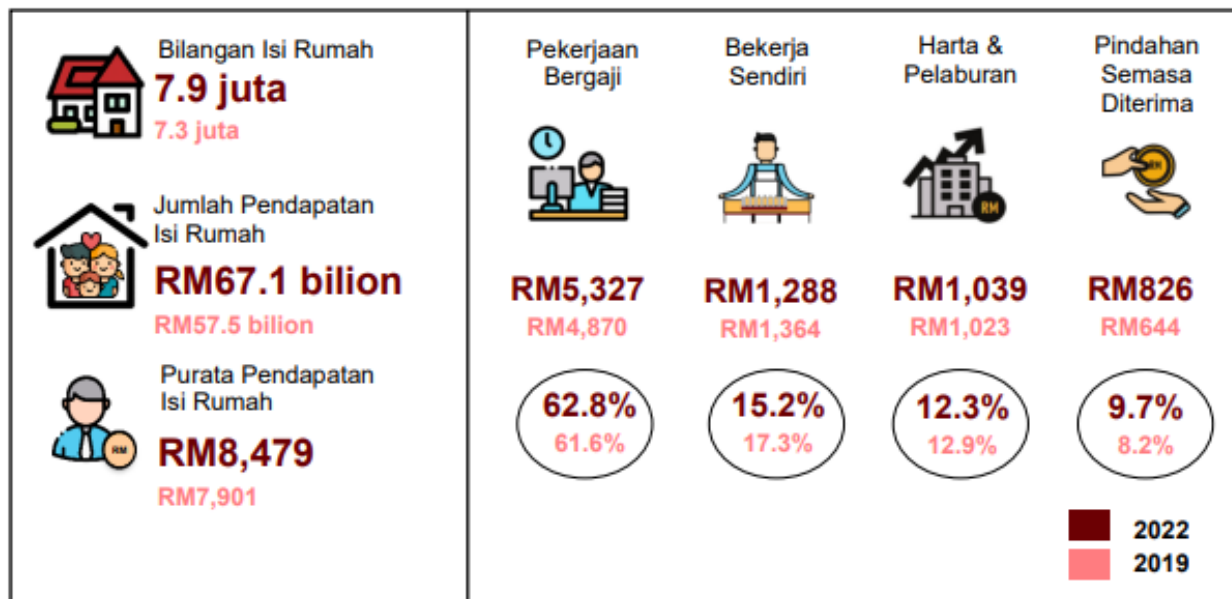 Bilangan Isi Rumah
7.9 juta
7.3 juta
Jumlah Pendapatan
Isi Rumah
RM67.1 bilion
RM57.5 bilion
Purata Pendapatan
Isi Rumah
RM8,479
RM7,901
RM
Pekerjaan
Bergaji
RM5,327
RM4,870
62.8%
61.6%
Bekerja
Sendiri
RM1,288
RM1,364
15.2%
17.3%
Harta &
Pelaburan
RM
RM1,039
RM1,023
12.3%
12.9%
Pindahan
Semasa
Diterima
RM
RM826
RM644
9.7%
8.2%
2022
2019